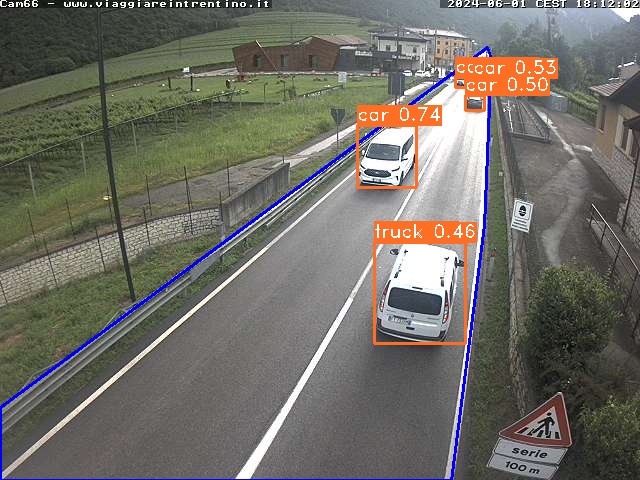 Cam66 - www.viaggiareintrentino.it
2024-06-01 CEST 18:12:02
car 0.53
car 0.50
car 0.74
truck 0.46
serie
100 m